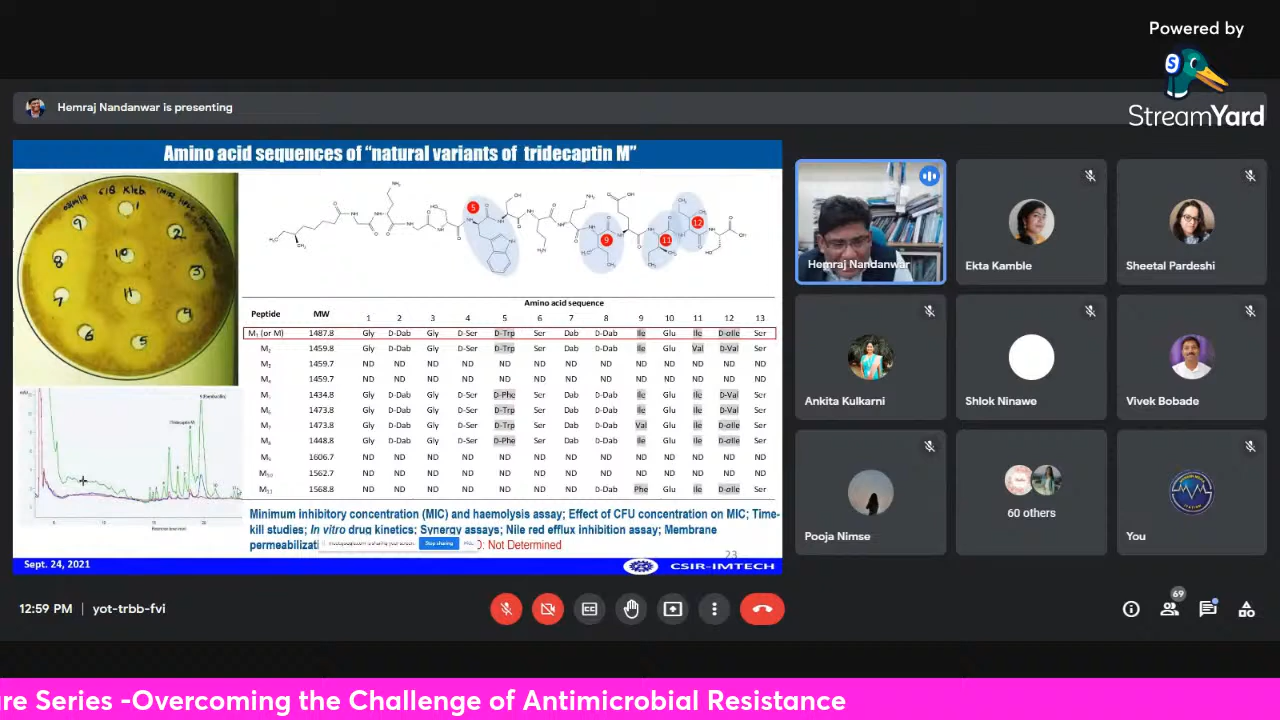 Powered by
StreamYard
Hemraj Nandanwar is presenting
Amino acid sequences of "natural variants of tridecaptin M"
5
9
11
12
Peptide MW Amino acid sequence
1 2 3 4 5 6 7 8 9 10 11 12 13
M₁ (or M) 1487.8 Gly D-Dab Gly D-Ser D-Trp Ser Dab D-Dab Ile Glu Ile D-aIle Ser
M₂ 1459.8 Gly D-Dab Gly D-Ser D-Trp Ser Dab D-Dab Ile Glu Val D-Val Ser
1459.7 ND ND ND ND ND ND ND ND ND ND ND ND ND
1459.7 ND ND ND ND ND ND ND ND ND ND ND ND ND
1434.8 Gly D-Dab Gly D-Ser D-Phe Ser Dab D-Dab Ile Glu Ile D-Val Ser
M₆ 1473.8 Gly D-Dab Gly D-Ser D-Trp Ser Dab D-Dab Ile Glu Ile D-Val Ser
M₇ 1473.8 Gly D-Dab Gly D-Ser D-Trp Ser Dab D-Dab Val Glu Ile D-aIle Ser
M₈ 1448.8 Gly D-Dab Gly D-Ser D-Phe Ser Dab D-Dab Ile Glu Ile D-aIle Ser
M₉ 1606.7 ND ND ND ND ND ND ND ND ND ND ND ND ND
M₁₀ 1562.7 ND ND ND ND ND ND ND ND ND ND ND ND ND
M₁₁ 1568.8 ND ND ND ND ND ND ND D-Dab Phe Glu Ile D-aIle Ser
Minimum inhibitory concentration (MIC) and haemolysis assay; Effect of CFU concentration on MIC; Time-
kill studies; In vitro drug kinetics; Synergy assays; Nile red efflux inhibition assay; Membrane
permeabilizati
Stop sharing
: Not Determined
23
Sept. 24, 2021
CSIR-IMTECH
Hemraj Nandanwar
Ekta Kamble
Sheetal Pardeshi
Ankita Kulkarni
Shlok Ninawe
Vivek Bobade
Pooja Nimse
60 others
You
12:59 PM | yot-trbb-fvi
69
re Series -Overcoming the Challenge of Antimicrobial Resistance